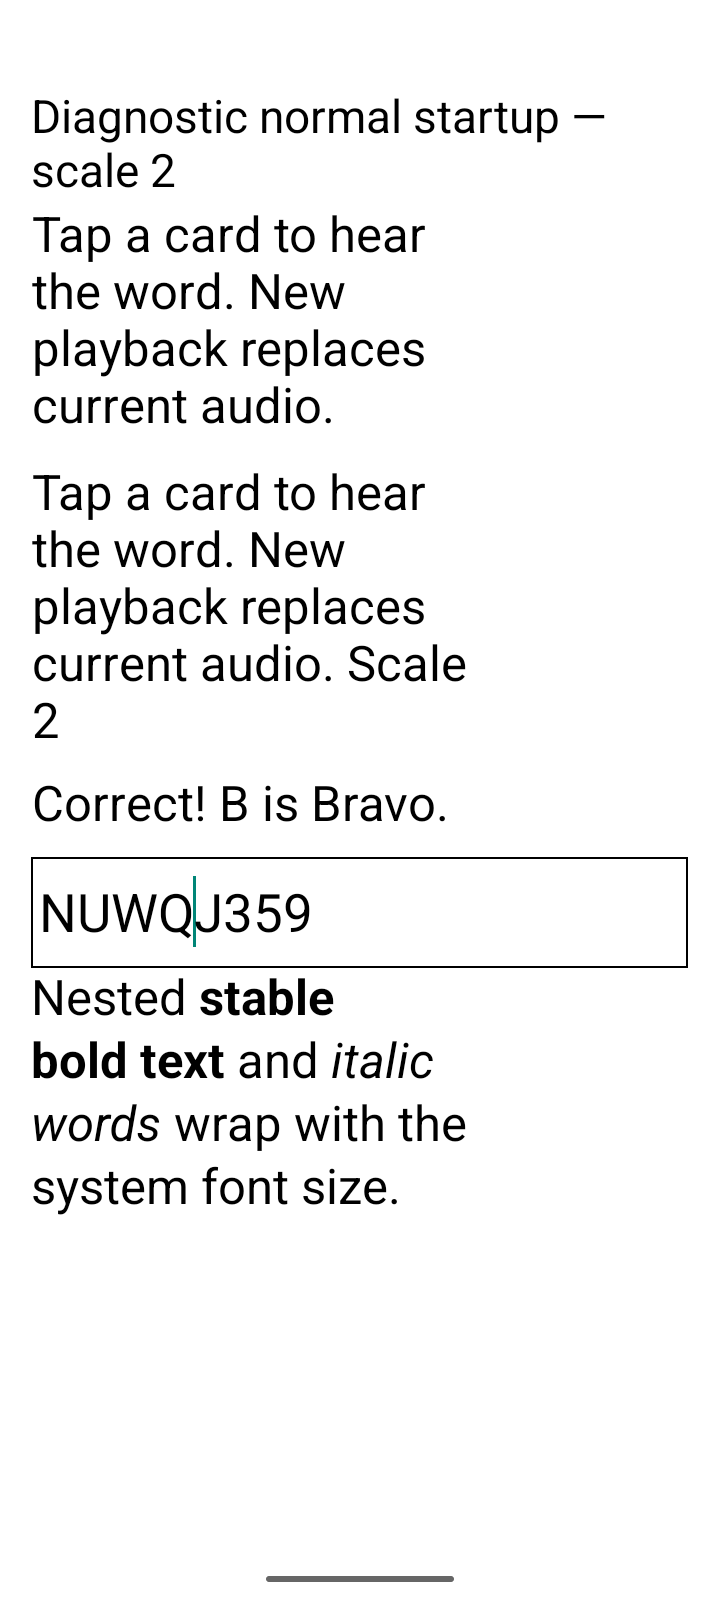 Diagnostic normal startup —
scale 2
Tap a card to hear
the word. New
playback replaces
current audio.
Tap a card to hear
the word. New
playback replaces
current audio. Scale
2
Correct! B is Bravo.
NUWQJ359
Nested stable
bold text and italic
words wrap with the
system font size.